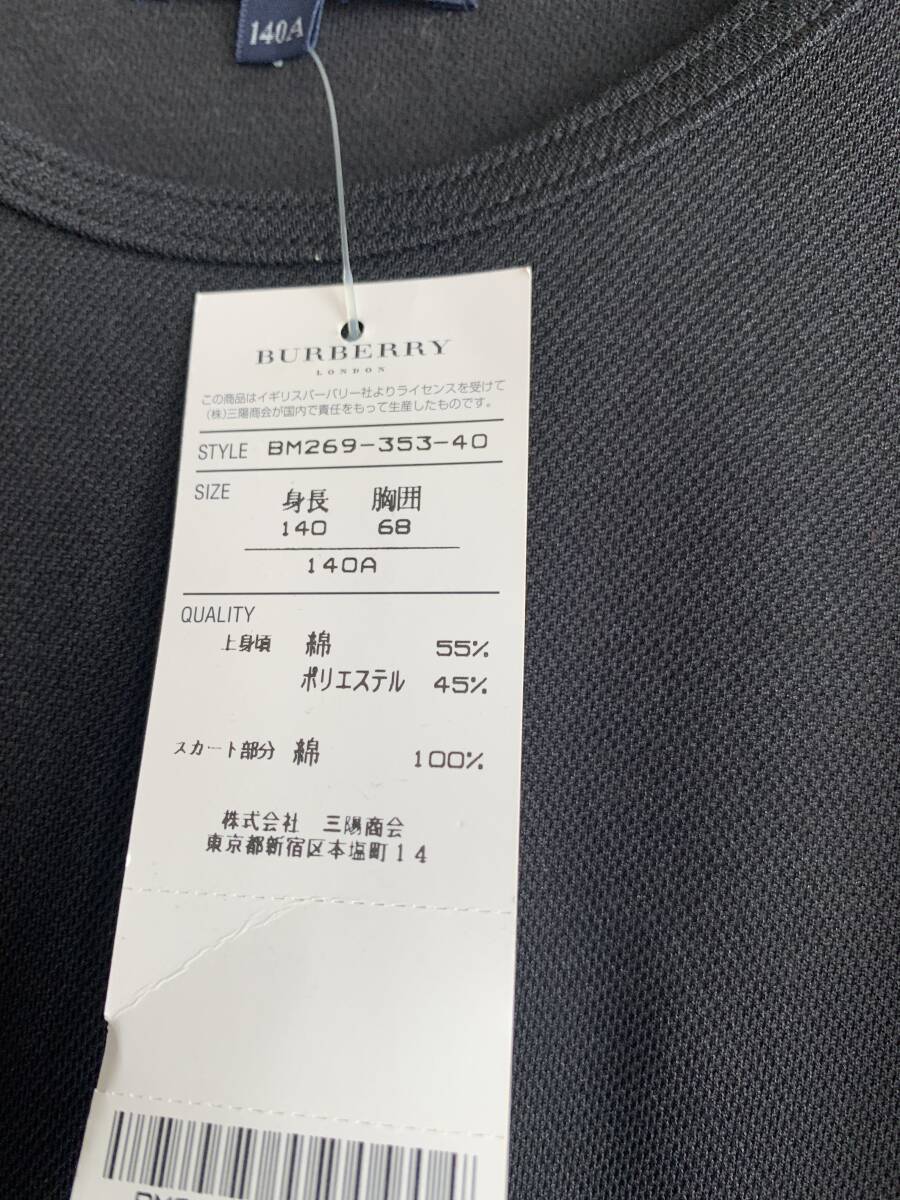 140A
BURBERRY
LONDON
この商品はイギリスバーバリー社よりライセンスを受けて
(株)三陽商会が国内で責任をもって生産したものです。
STYLE BM269-353-40
SIZE 身長 胸囲
140 68
140A
QUALITY
上身頃 綿 55%
ポリエステル 45%
スカート部分 綿 100%
株式会社 三陽商会
東京都新宿区本塩町14